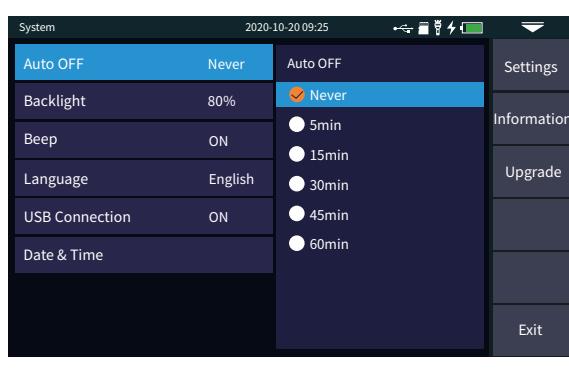 System 2020-10-20 09:25
Auto OFF Never
Backlight 80%
Beep ON
Language English
USB Connection ON
Date & Time
Auto OFF
Never
5min
15min
30min
45min
60min
Settings
Information
Upgrade
Exit